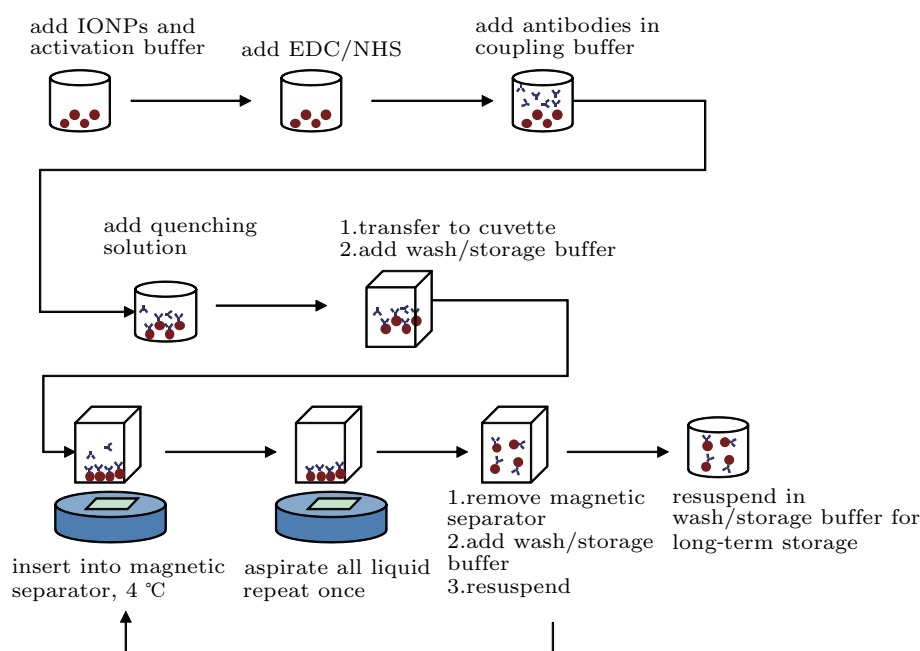 add IONPs and
activation buffer
add EDC/NHS
add antibodies in
coupling buffer
add quenching
solution
1.transfer to cuvette
2.add wash/storage buffer
insert into magnetic
separator, 4 ℃
aspirate all liquid
repeat once
1.remove magnetic
separator
2.add wash/storage
buffer
3.resuspend
resuspend in
wash/storage buffer for
long-term storage